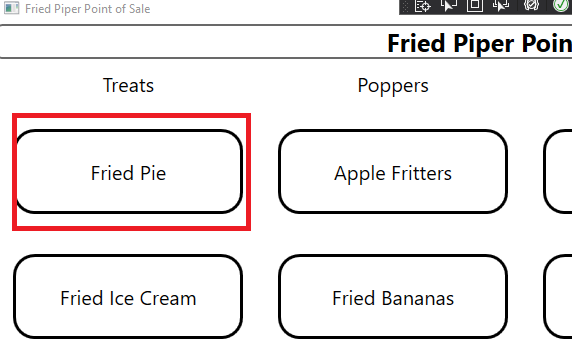 Fried Piper Point of Sale
Fried Piper Poin
Treats
Poppers
Fried Pie
Apple Fritters
Fried Ice Cream
Fried Bananas